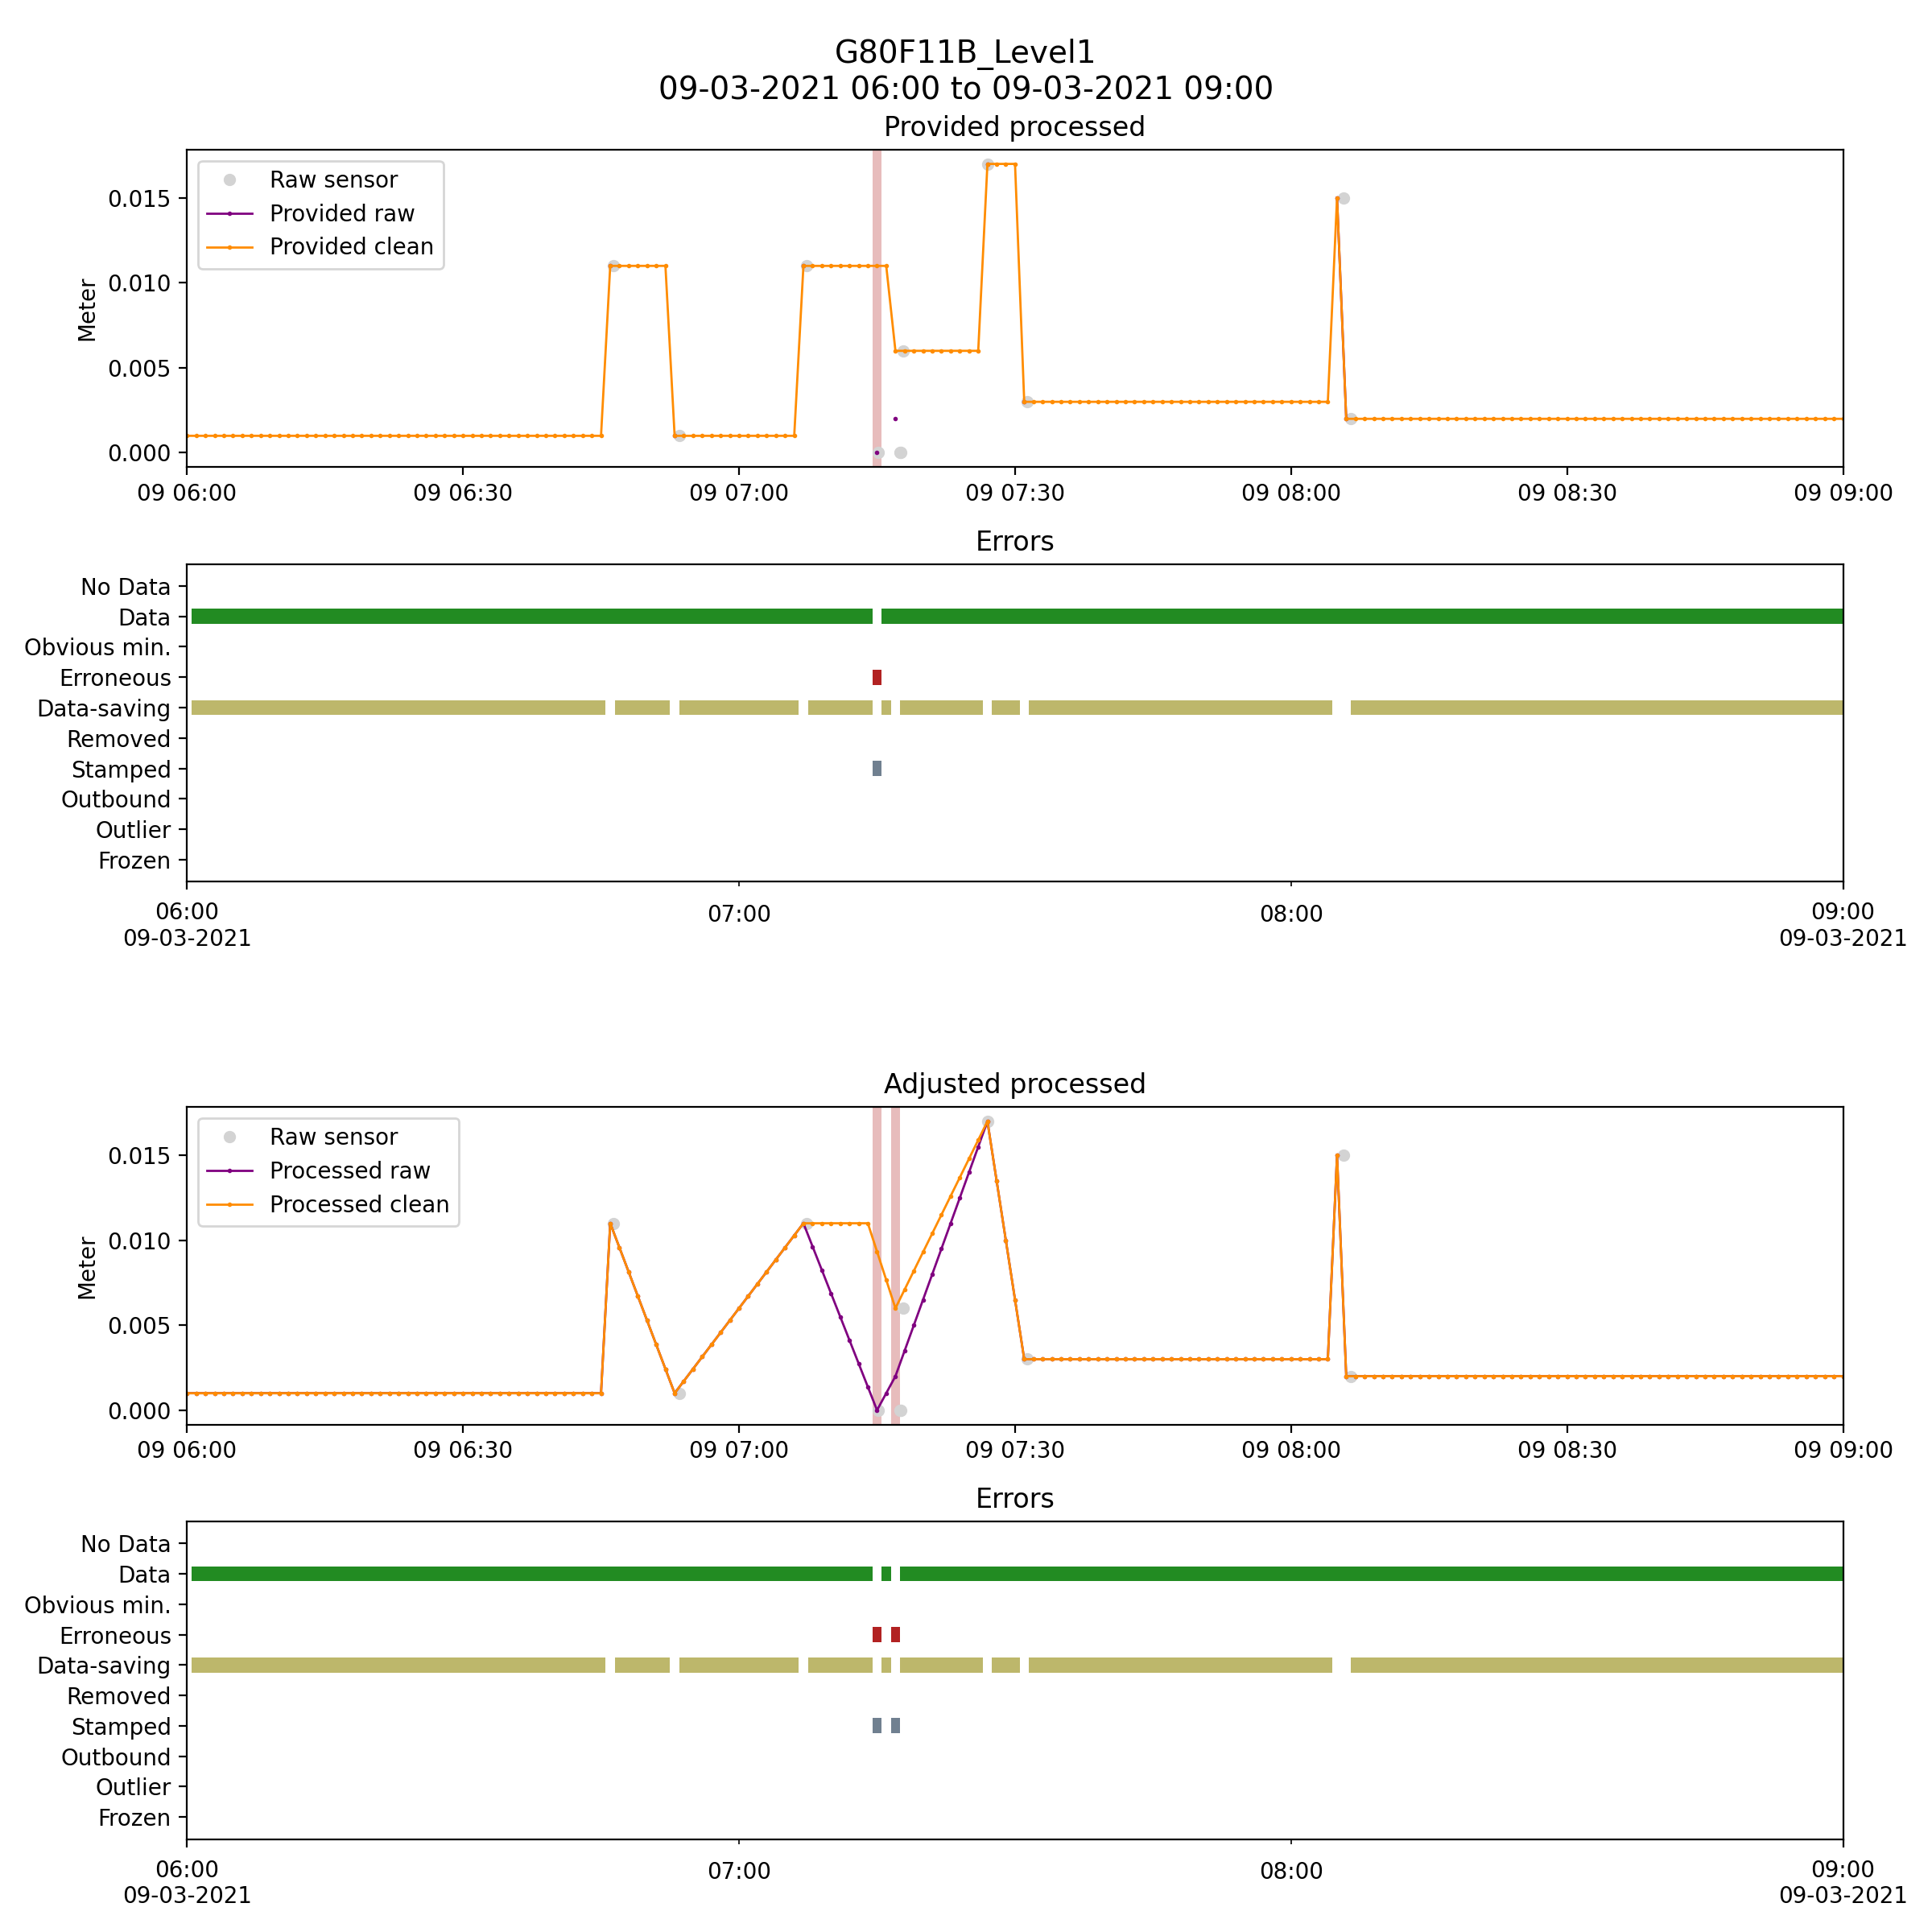 G80F11B_Level1
09-03-2021 06:00 to 09-03-2021 09:00
Provided processed
Raw sensor
Provided raw
Provided clean
Meter
0.015
0.010
0.005
0.000
09 06:00 09 06:30 09 07:00 09 07:30 09 08:00 09 08:30 09 09:00
Errors
No Data
Data
Obvious min.
Erroneous
Data-saving
Removed
Stamped
Outbound
Outlier
Frozen
06:00 07:00 08:00 09:00
09-03-2021 09-03-2021
Adjusted processed
Raw sensor
Processed raw
Processed clean
Meter
0.015
0.010
0.005
0.000
09 06:00 09 06:30 09 07:00 09 07:30 09 08:00 09 08:30 09 09:00
Errors
No Data
Data
Obvious min.
Erroneous
Data-saving
Removed
Stamped
Outbound
Outlier
Frozen
06:00 07:00 08:00 09:00
09-03-2021 09-03-2021